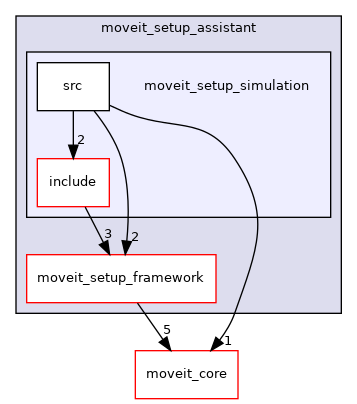 moveit_setup_assistant
src
moveit_setup_simulation
2
include
3
2
moveit_setup_framework
5
1
moveit_core